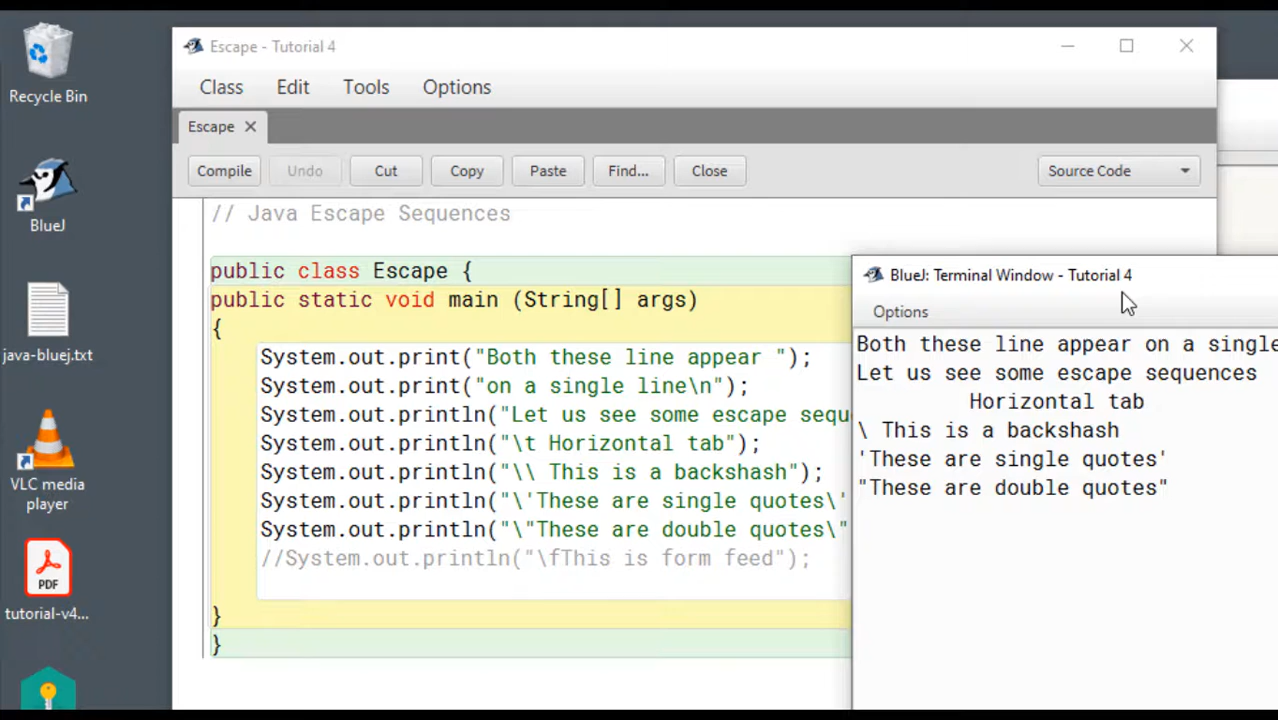 Recycle Bin
BlueJ
java-bluej.txt
VLC media
player
PDF
tutorial-v4...
Escape - Tutorial 4
Class Edit Tools Options
Escape ×
Compile Undo Cut Copy Paste Find... Close Source Code
// Java Escape Sequences
public class Escape {
public static void main (String[] args)
{
System.out.print("Both these line appear ");
System.out.print("on a single line\n");
System.out.println("Let us see some escape sequ
System.out.println("\t Horizontal tab");
System.out.println("\\ This is a backshash");
System.out.println("\'These are single quotes\'
System.out.println("\"These are double quotes\"
//System.out.println("\fThis is form feed");
}
}
BlueJ: Terminal Window - Tutorial 4
Options
Both these line appear on a single
Let us see some escape sequences
Horizontal tab
\ This is a backshash
'These are single quotes'
"These are double quotes"